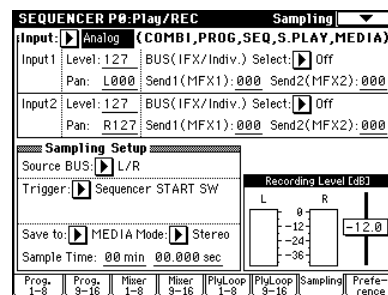 SEQUENCER P0:Play/REC Sampling
Input: Analog (COMBI,PROG,SEQ,S.PLAY,MEDIA)
Input1 Level: 127 BUS(IFX/Indiv.) Select: Off
Pan: L000 Send1(MFX1): 000 Send2(MFX2): 000
Input2 Level: 127 BUS(IFX/Indiv.) Select: Off
Pan: R127 Send1(MFX1): 000 Send2(MFX2): 000
Sampling Setup
Source BUS: L/R
Trigger: Sequencer START SW
Save to: MEDIA Mode: Stereo
Sample Time: 00 min 00.000 sec
Recording Level [dB]
L R
0
-12
-24
-36
-12.0
Prog. 1-8
Prog. 9-16
Mixer 1-8
Mixer 9-16
PlyLoop 1-8
PlyLoop 9-16
Sampling
Prefe-rence